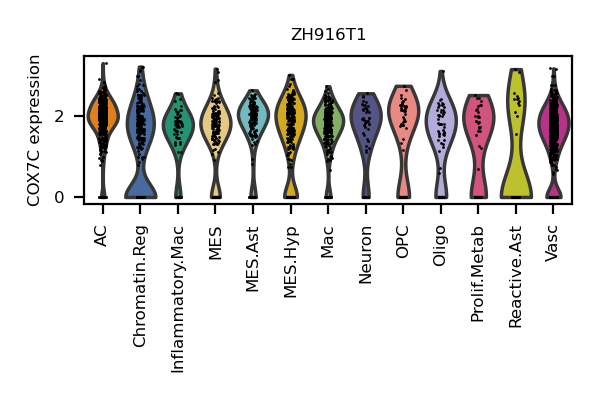 ZH916T1
COX7C expression
2
0
AC
Chromatin.Reg
Inflammatory.Mac
MES
MES.Ast
MES.Hyp
Mac
Neuron
OPC
Oligo
Prolif.Metab
Reactive.Ast
Vasc